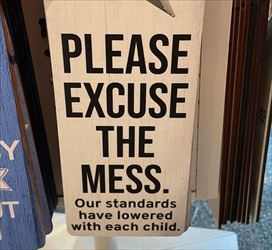 PLEASE
EXCUSE
THE
MESS.
Our standards
have lowered
with each child.